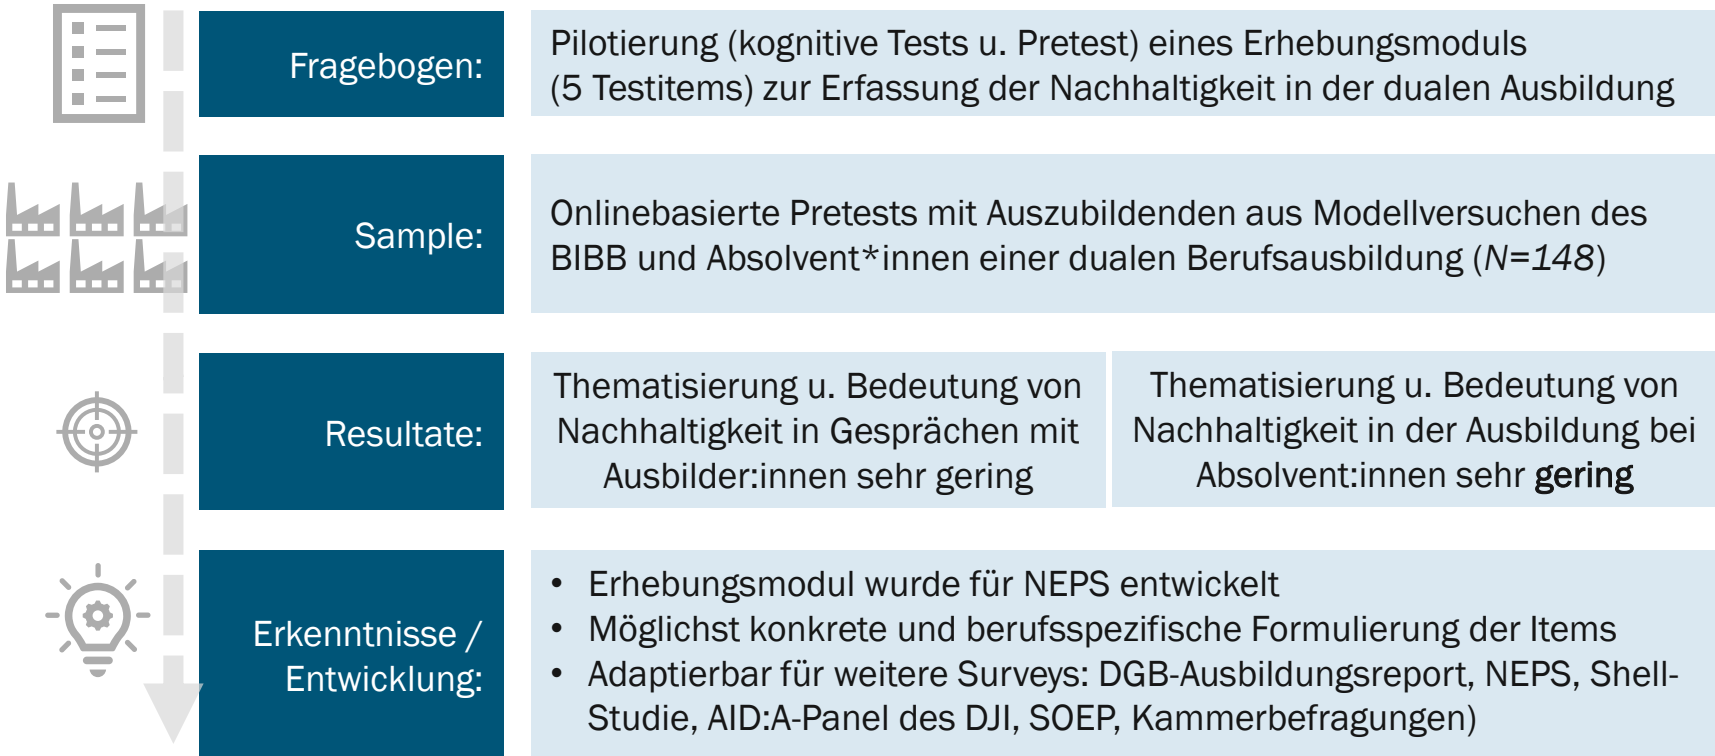 Fragebogen:
Pilotierung (kognitive Tests u. Pretest) eines Erhebungsmoduls
(5 Testitems) zur Erfassung der Nachhaltigkeit in der dualen Ausbildung
Sample:
Onlinebasierte Pretests mit Auszubildenden aus Modellversuchen des
BIBB und Absolvent*innen einer dualen Berufsausbildung (N=148)
Resultate:
Thematisierung u. Bedeutung von
Nachhaltigkeit in Gesprächen mit
Ausbilder:innen sehr gering
Thematisierung u. Bedeutung von
Nachhaltigkeit in der Ausbildung bei
Absolvent:innen sehr gering
Erkenntnisse /
Entwicklung:
• Erhebungsmodul wurde für NEPS entwickelt
• Möglichst konkrete und berufsspezifische Formulierung der Items
• Adaptierbar für weitere Surveys: DGB-Ausbildungsreport, NEPS, Shell-
Studie, AID:A-Panel des DJI, SOEP, Kammerbefragungen)